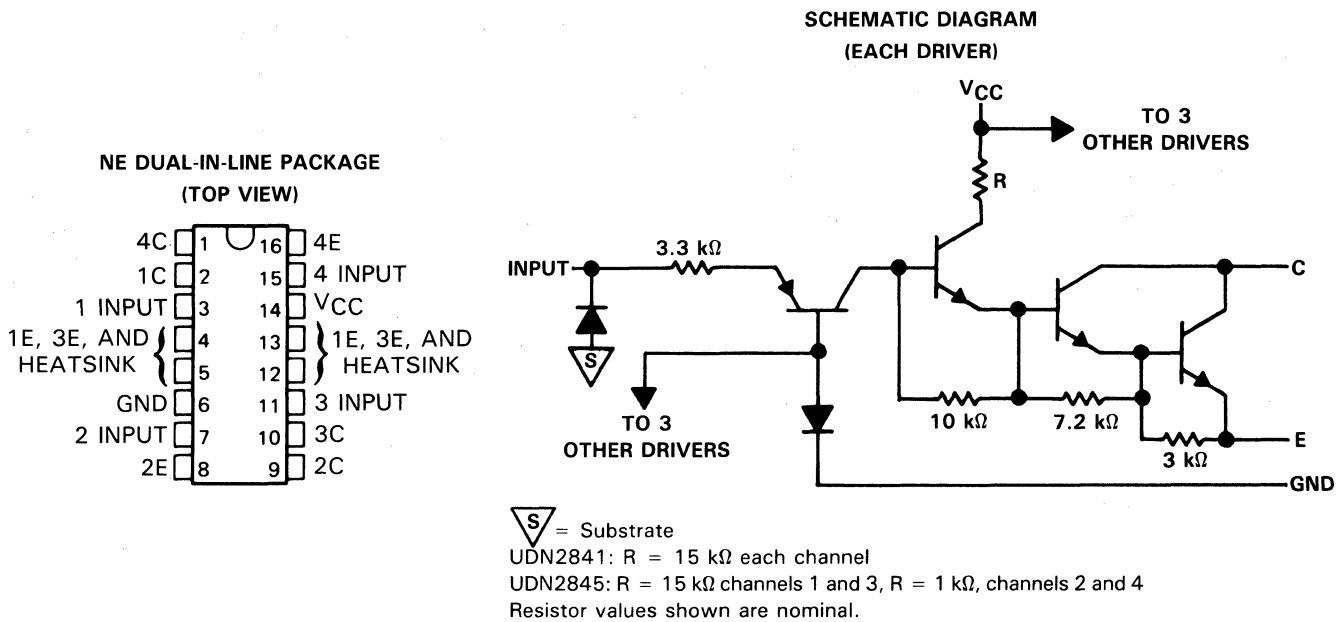 NE DUAL-IN-LINE PACKAGE
(TOP VIEW)
4C 1 16 4E
1C 2 15 4 INPUT
1 INPUT 3 14 VCC
1E, 3E, AND HEATSINK 4 13 1E, 3E, AND HEATSINK
5 12
GND 6 11 3 INPUT
2 INPUT 7 10 3C
2E 8 9 2C
SCHEMATIC DIAGRAM
(EACH DRIVER)
VCC
TO 3
OTHER DRIVERS
R
INPUT
3.3 kΩ
C
S
TO 3
OTHER DRIVERS
10 kΩ
7.2 kΩ
3 kΩ
E
GND
S = Substrate
UDN2841: R = 15 kΩ each channel
UDN2845: R = 15 kΩ channels 1 and 3, R = 1 kΩ, channels 2 and 4
Resistor values shown are nominal.